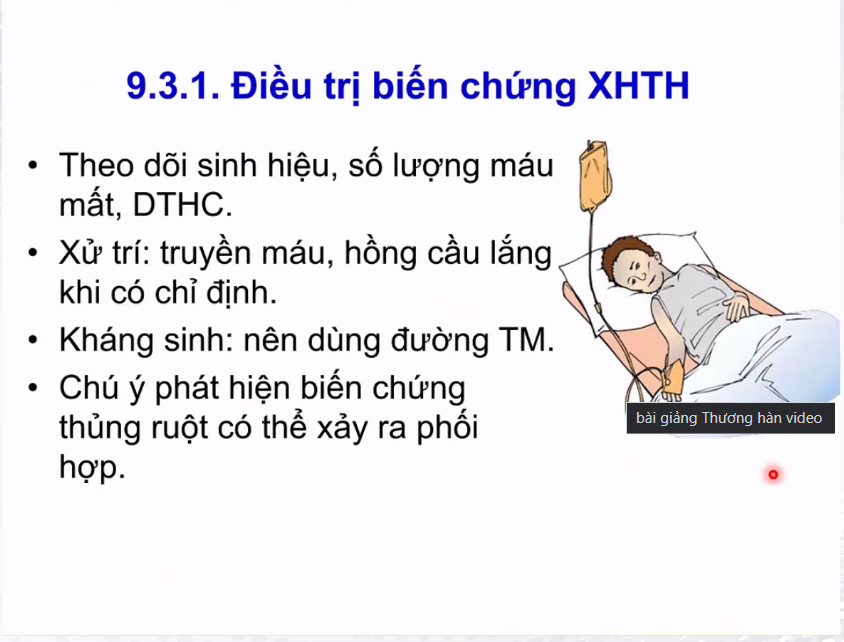 9.3.1. Điều trị biến chứng XHTH
• Theo dõi sinh hiệu, số lượng máu
mất, DTHC.
• Xử trí: truyền máu, hồng cầu lắng
khi có chỉ định.
• Kháng sinh: nên dùng đường TM.
• Chú ý phát hiện biến chứng
thủng ruột có thể xảy ra phối
hợp.
bài giảng Thương hàn video